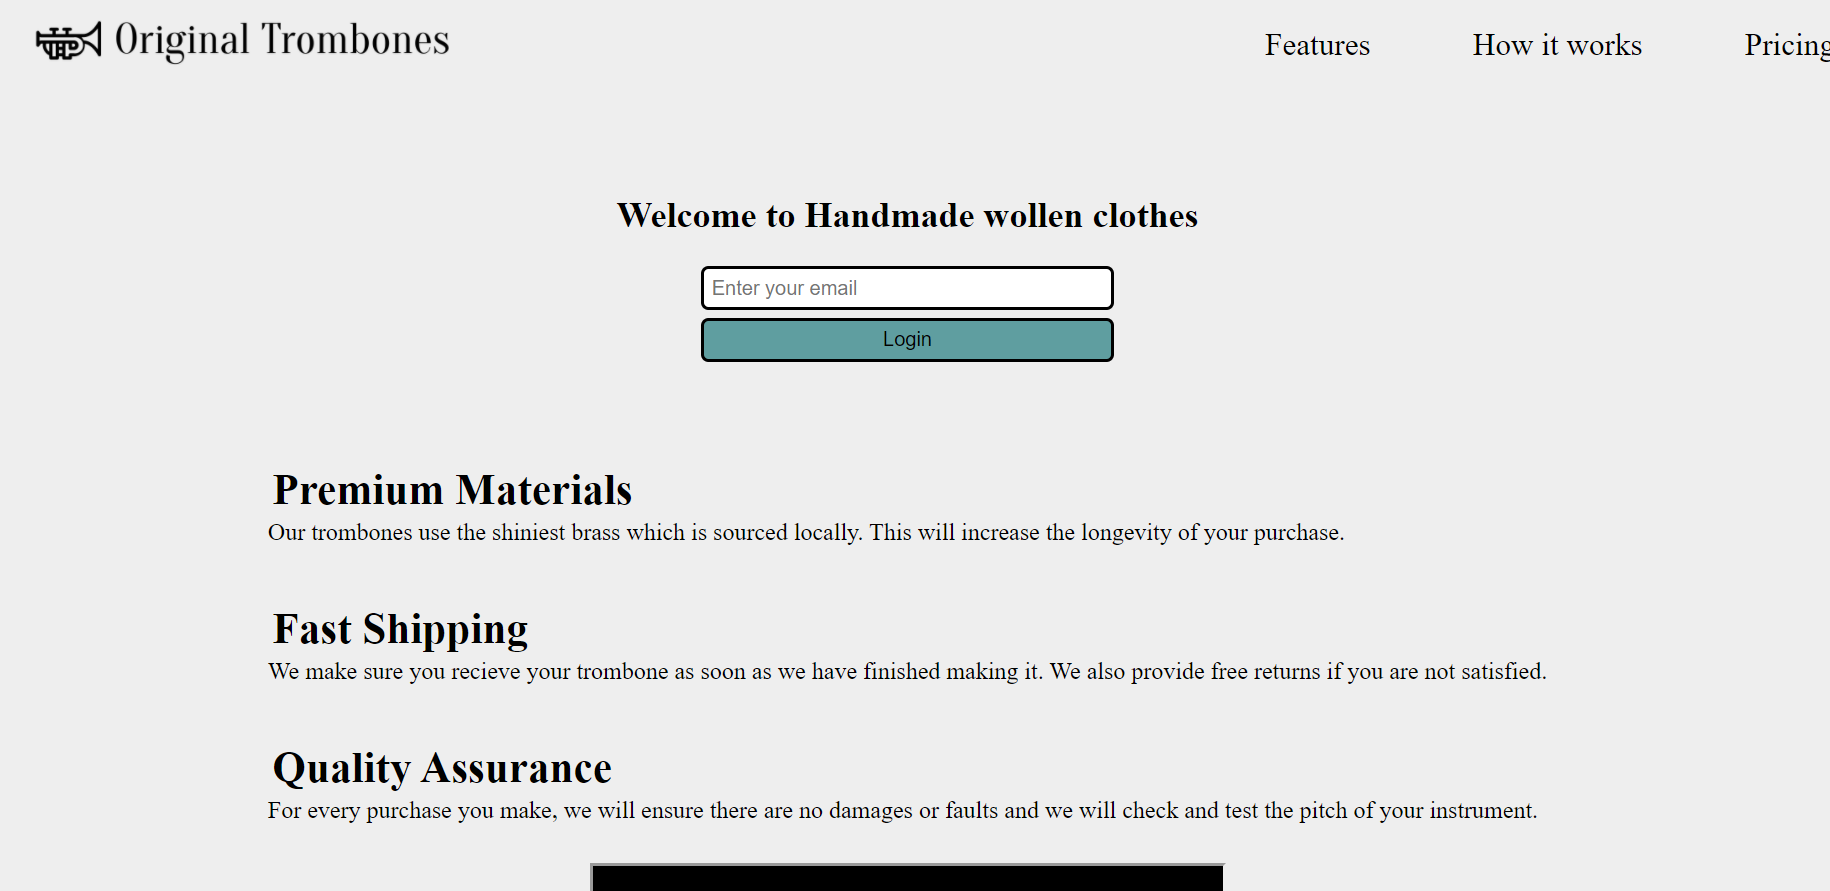 Original Trombones
Features
How it works
Pricing
Welcome to Handmade wollen clothes
Enter your email
Login
Premium Materials
Our trombones use the shiniest brass which is sourced locally. This will increase the longevity of your purchase.
Fast Shipping
We make sure you recieve your trombone as soon as we have finished making it. We also provide free returns if you are not satisfied.
Quality Assurance
For every purchase you make, we will ensure there are no damages or faults and we will check and test the pitch of your instrument.